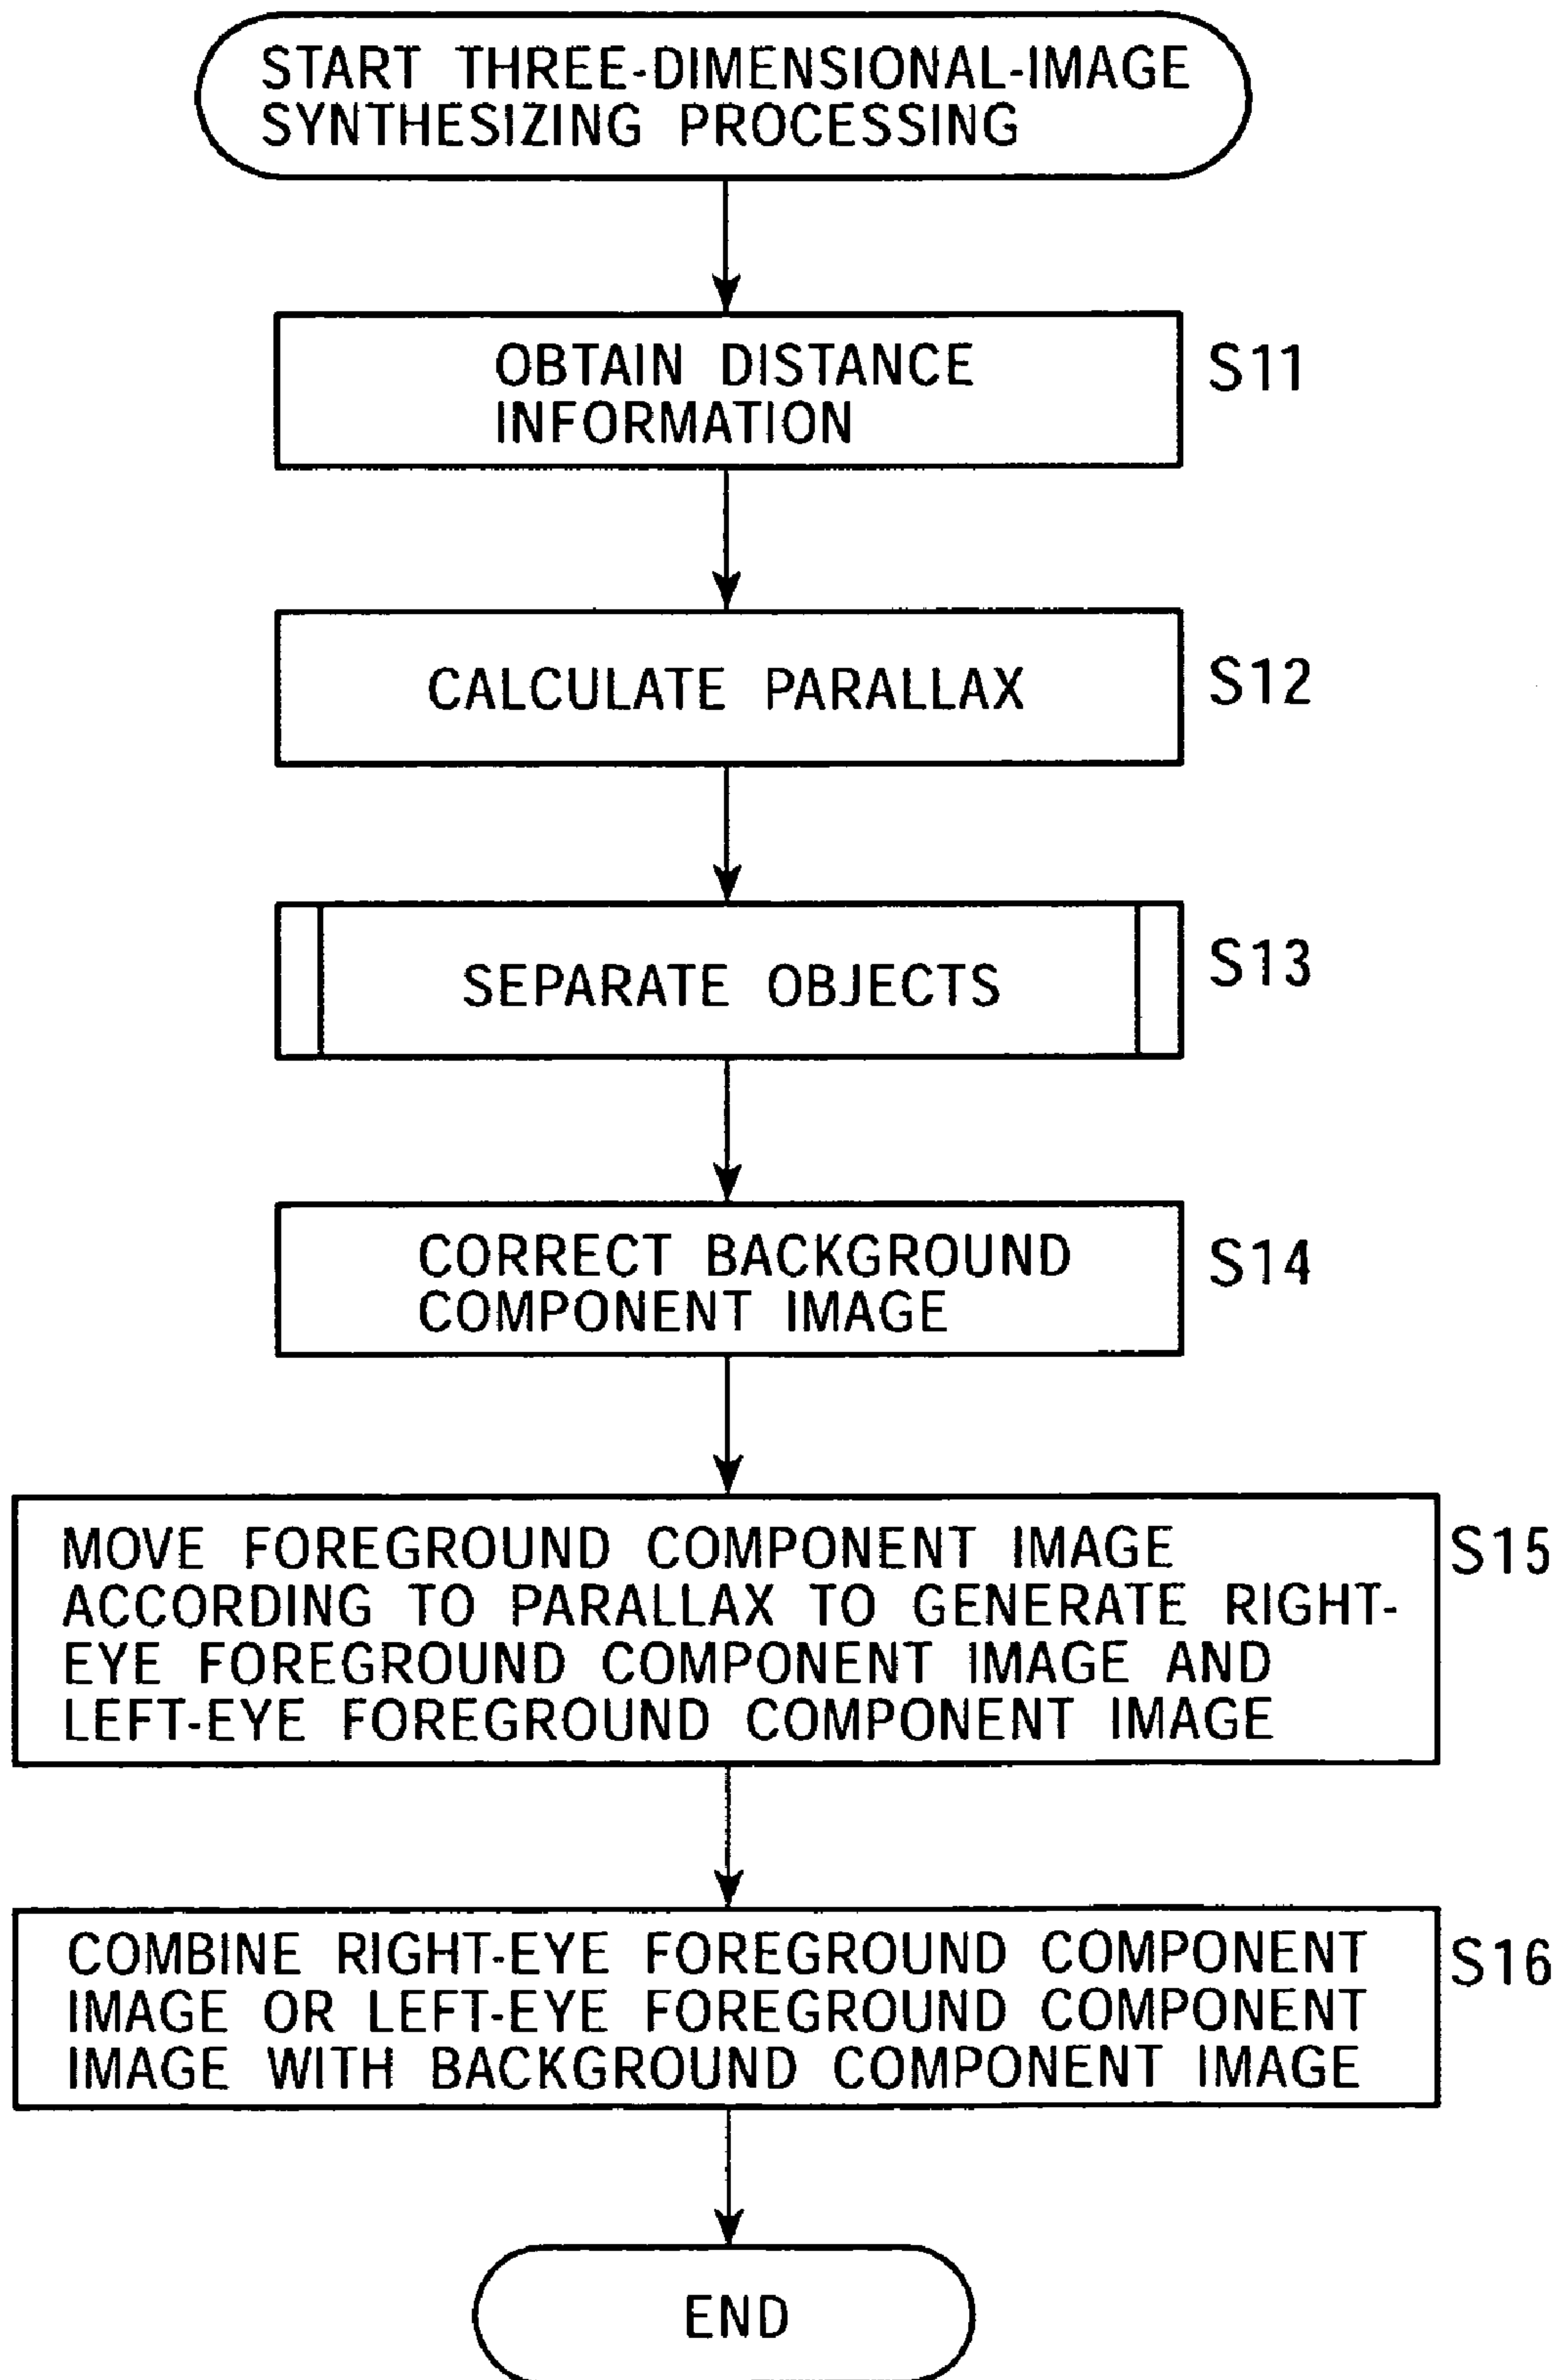 START THREE-DIMENSIONAL-IMAGE
SYNTHESIZING PROCESSING
OBTAIN DISTANCE
INFORMATION
S11
CALCULATE PARALLAX
S12
SEPARATE OBJECTS
S13
CORRECT BACKGROUND
COMPONENT IMAGE
S14
MOVE FOREGROUND COMPONENT IMAGE
ACCORDING TO PARALLAX TO GENERATE RIGHT-
EYE FOREGROUND COMPONENT IMAGE AND
LEFT-EYE FOREGROUND COMPONENT IMAGE
S15
COMBINE RIGHT-EYE FOREGROUND COMPONENT
IMAGE OR LEFT-EYE FOREGROUND COMPONENT
IMAGE WITH BACKGROUND COMPONENT IMAGE
S16
END